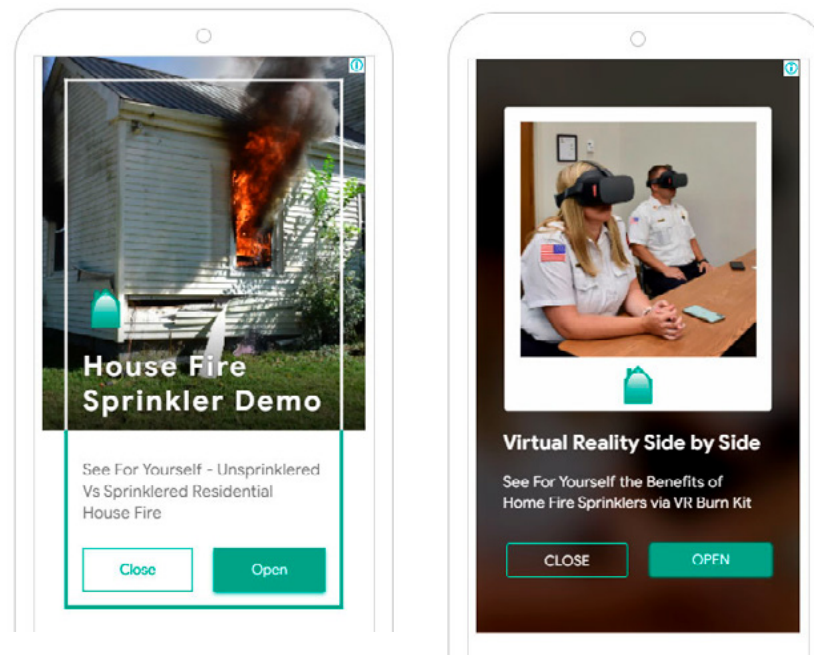 House Fire
Sprinkler Demo
See For Yourself - Unsprinklered
Vs Sprinklered Residential
House Fire
Close
Open
Virtual Reality Side by Side
See For Yourself the Benefits of
Home Fire Sprinklers via VR Burn Kit
CLOSE
OPEN